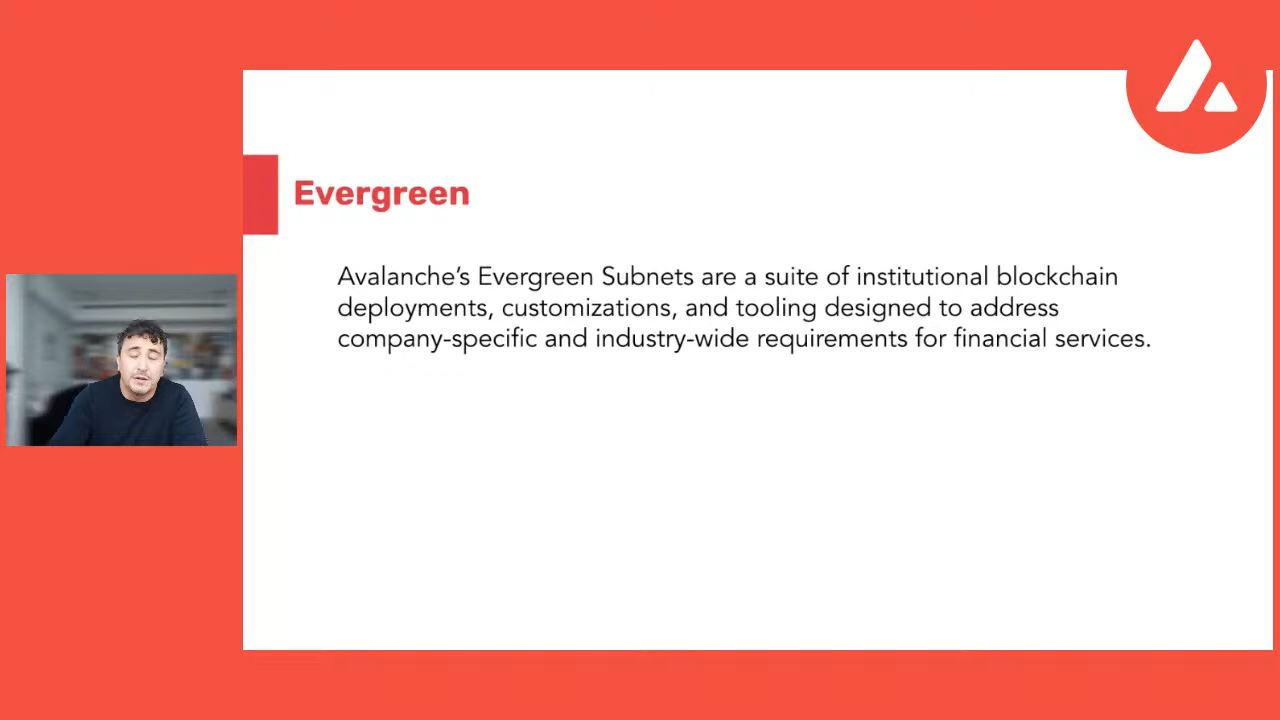 Evergreen
Avalanche’s Evergreen Subnets are a suite of institutional blockchain
deployments, customizations, and tooling designed to address
company-specific and industry-wide requirements for financial services.